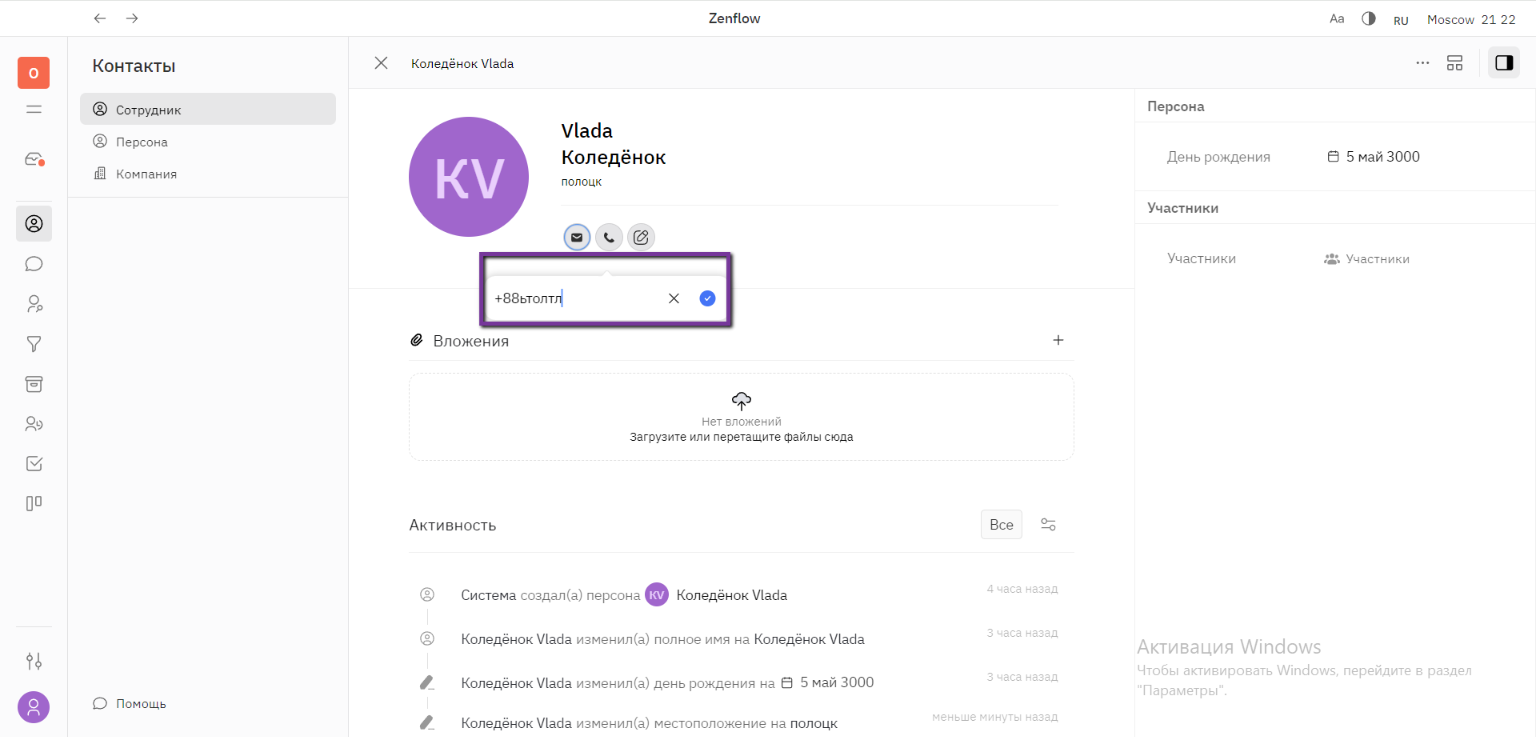 Zenflow
Aa
RU
Moscow 21 22
O
Контакты
Сотрудник
Персона
Компания
Помощь
Коледёнок Vlada
KV
Vlada
Коледёнок
полоцк
+88ьтолтл
Вложения
Нет вложений
Загрузите или перетащите файлы сюда
Активность
Все
Система создал(а) персона KV Коледёнок Vlada
4 часа назад
Коледёнок Vlada изменил(а) полное имя на Коледёнок Vlada
3 часа назад
Коледёнок Vlada изменил(а) день рождения на 5 май 3000
3 часа назад
Коледёнок Vlada изменил(а) местоположение на полоцк
меньше минуты назад
Персона
День рождения
5 май 3000
Участники
Участники
Участники
Активация Windows
Чтобы активировать Windows, перейдите в раздел
"Параметры".